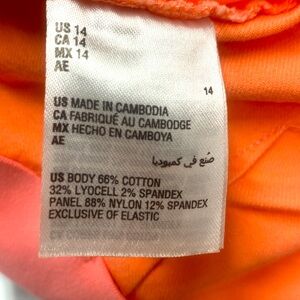 US 14
CA 14
MX 14
AE
14
US MADE IN CAMBODIA
CA FABRIQUÉ AU CAMBODGE
MX HECHO EN CAMBOYA
AE
صُنع في كمبوديا
US BODY 66% COTTON
32% LYOCELL 2% SPANDEX
PANEL 88% NYLON 12% SPANDEX
EXCLUSIVE OF ELASTIC